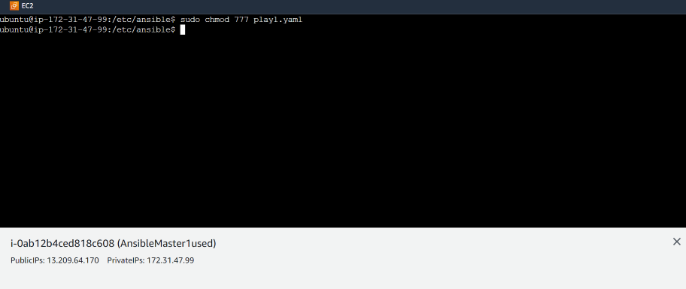 EC2
ubuntu@ip-172-31-47-99:/etc/ansible$ sudo chmod 777 play1.yaml
ubuntu@ip-172-31-47-99:/etc/ansible$
i-0ab12b4ced818c608 (AnsibleMaster1used)
PublicIPs: 13.209.64.170 PrivateIPs: 172.31.47.99